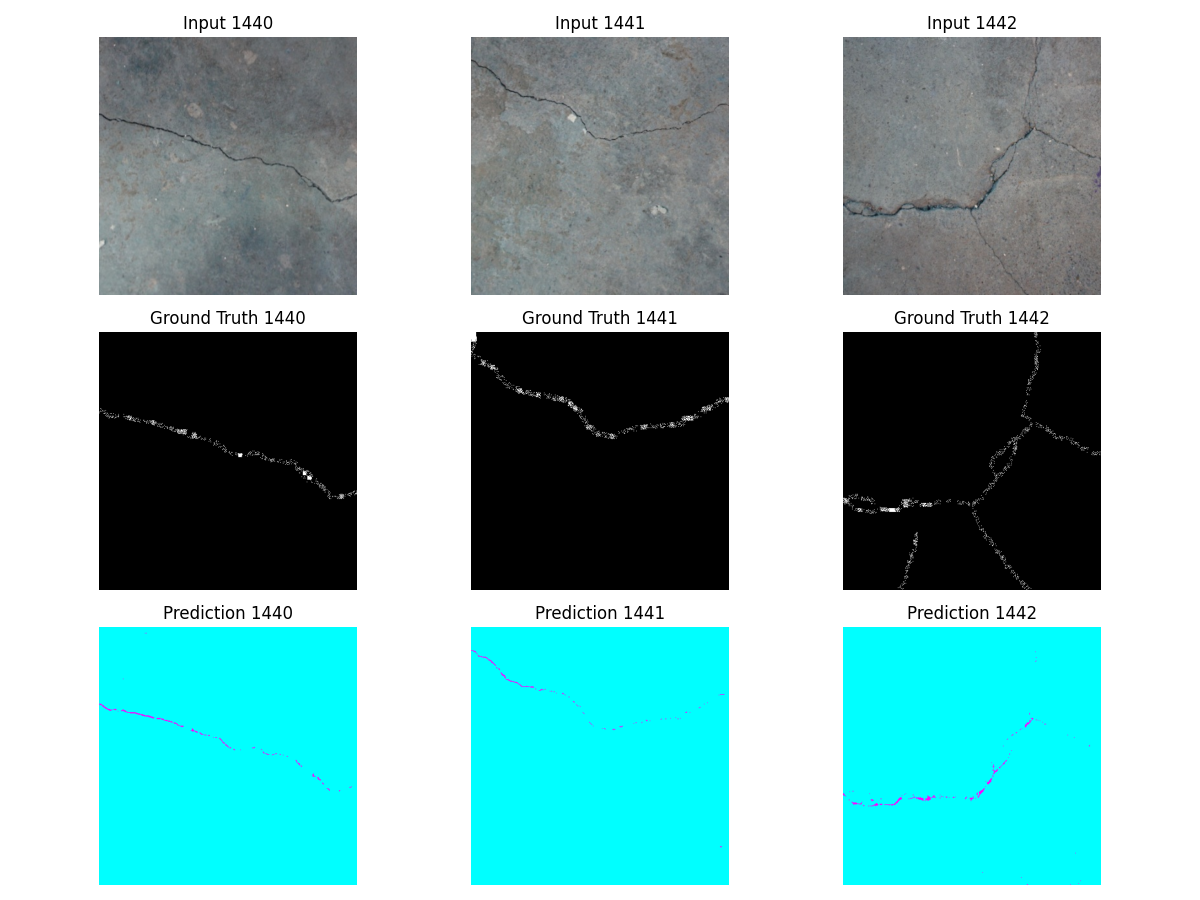 Input 1440
Input 1441
Input 1442
Ground Truth 1440
Ground Truth 1441
Ground Truth 1442
Prediction 1440
Prediction 1441
Prediction 1442